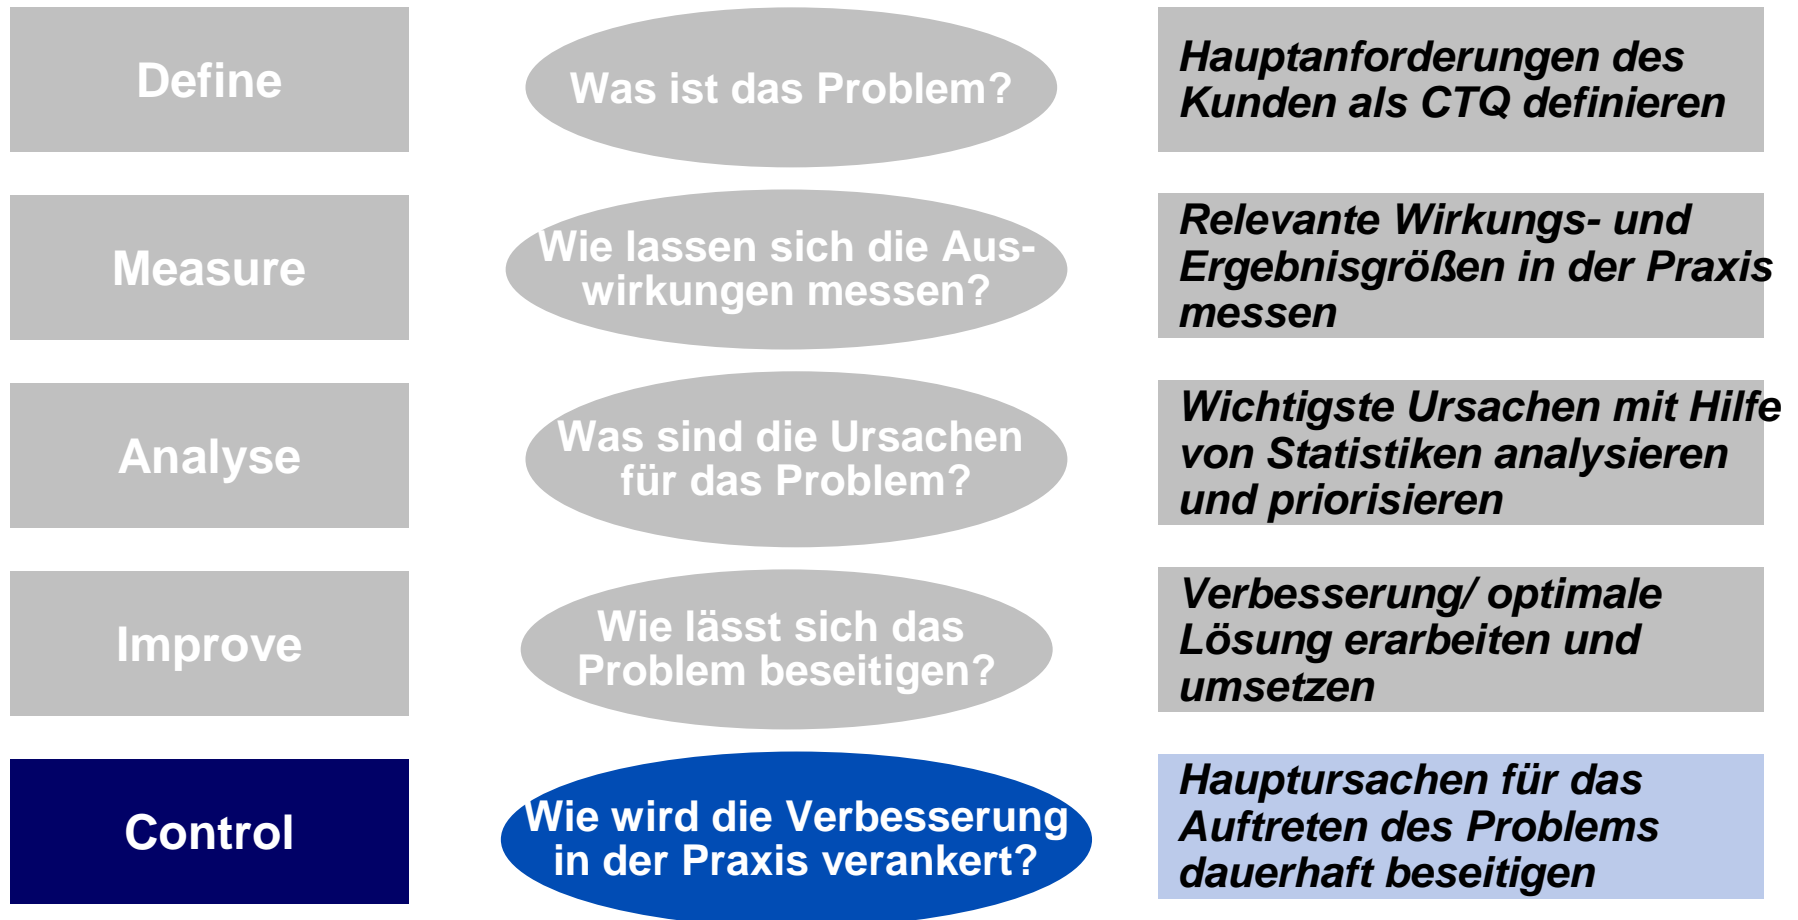 Define
Was ist das Problem?
Hauptanforderungen des
Kunden als CTQ definieren
Measure
Wie lassen sich die Aus-
wirkungen messen?
Relevante Wirkungs- und
Ergebnisgrößen in der Praxis
messen
Analyse
Was sind die Ursachen
für das Problem?
Wichtigste Ursachen mit Hilfe
von Statistiken analysieren
und priorisieren
Improve
Wie lässt sich das
Problem beseitigen?
Verbesserung/ optimale
Lösung erarbeiten und
umsetzen
Control
Wie wird die Verbesserung
in der Praxis verankert?
Hauptursachen für das
Auftreten des Problems
dauerhaft beseitigen